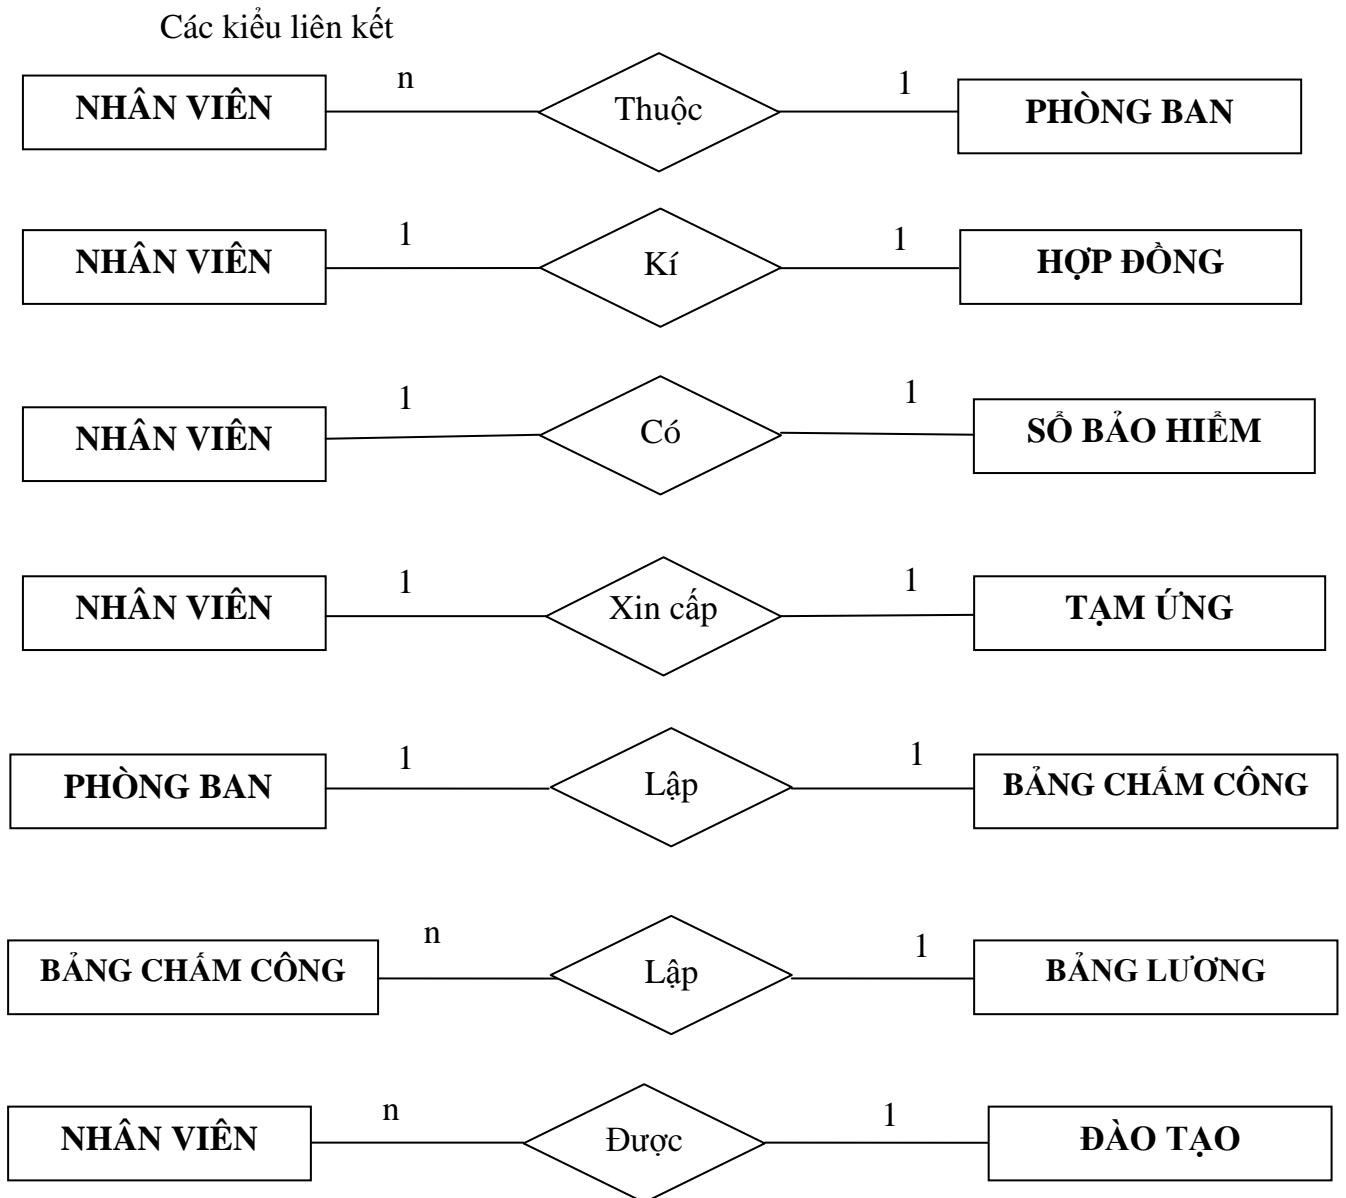 Các kiểu liên kết
NHÂN VIÊN n Thuộc 1 PHÒNG BAN
NHÂN VIÊN 1 Kí 1 HỢP ĐỒNG
NHÂN VIÊN 1 Có 1 SỔ BẢO HIỂM
NHÂN VIÊN 1 Xin cấp 1 TẠM ỨNG
PHÒNG BAN 1 Lập 1 BẢNG CHẤM CÔNG
BẢNG CHẤM CÔNG n Lập 1 BẢNG LƯƠNG
NHÂN VIÊN n Được 1 ĐÀO TẠO